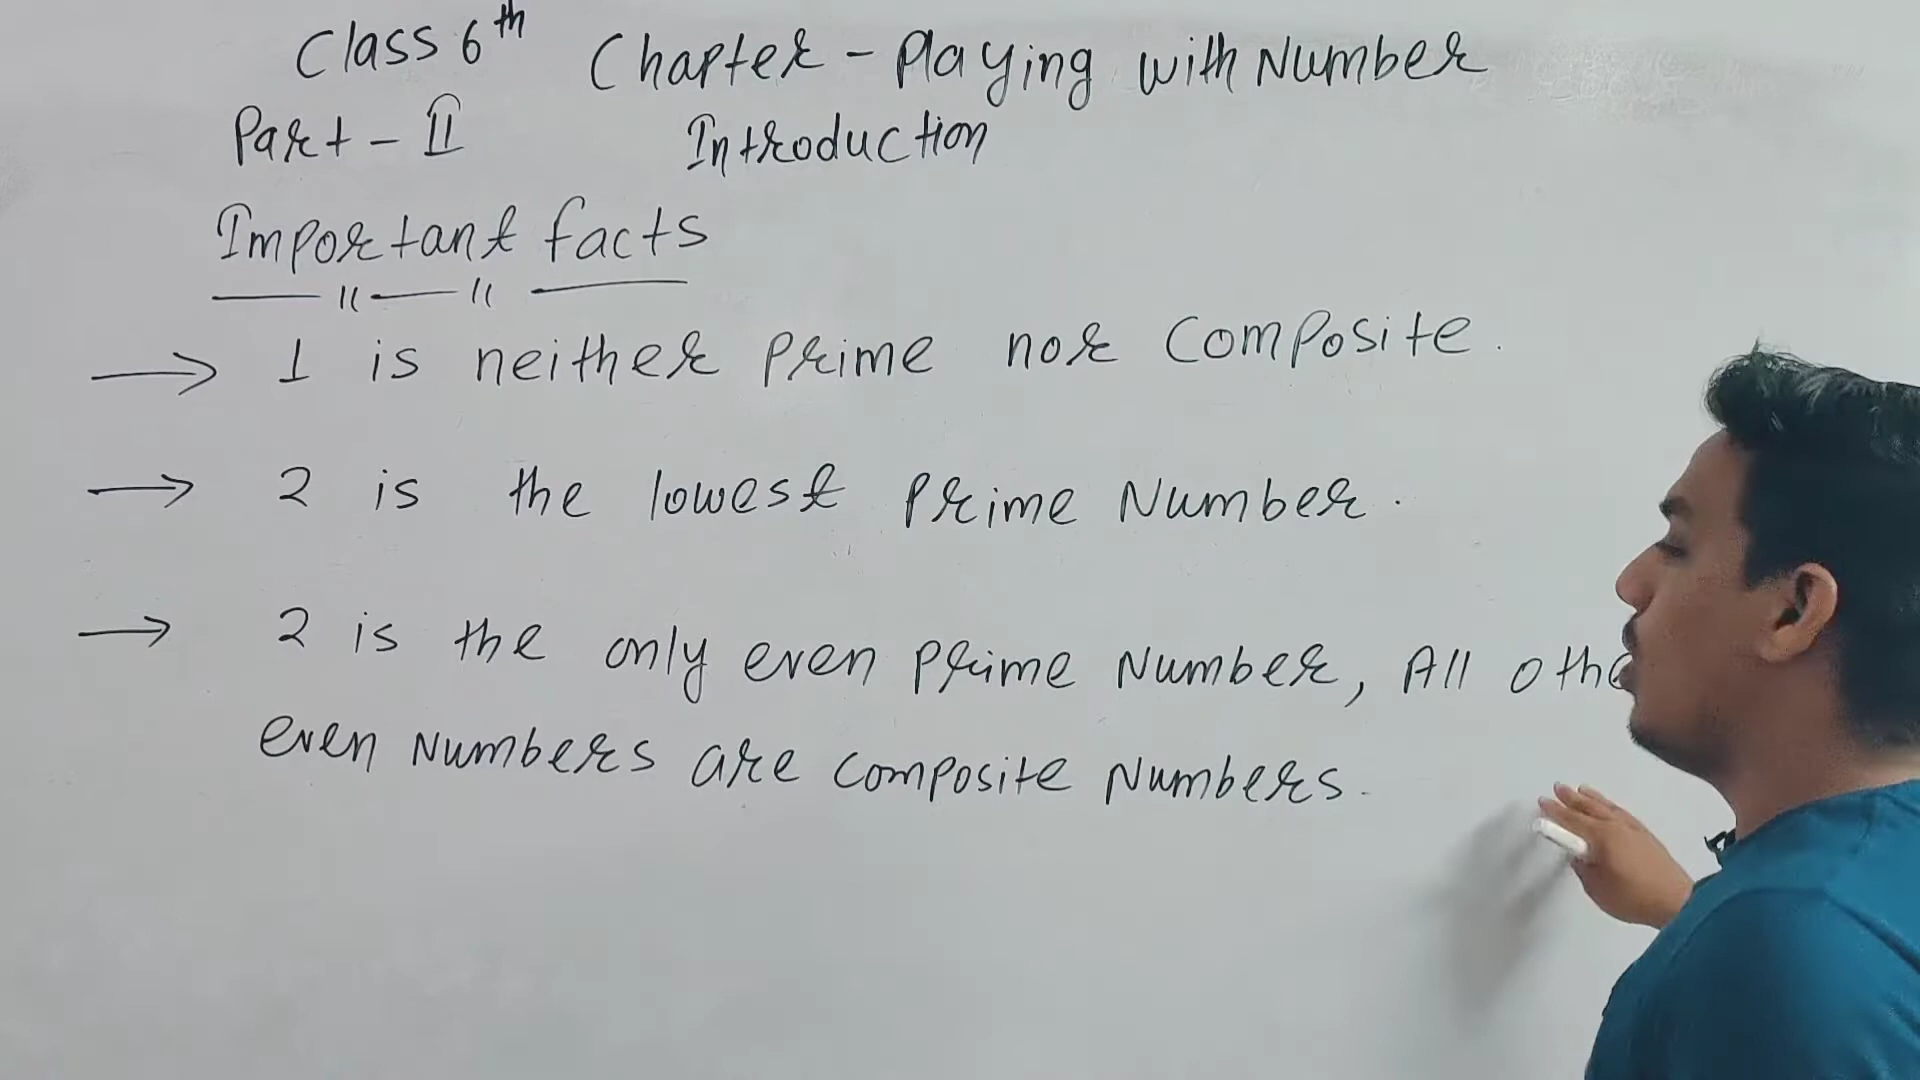 Class 6th Chapter - Playing with Number
Part - II Introduction
Important facts
→ 1 is neither Prime nor Composite.
→ 2 is the lowest Prime Number.
→ 2 is the only even Prime Number, All othe
even Numbers are composite Numbers.